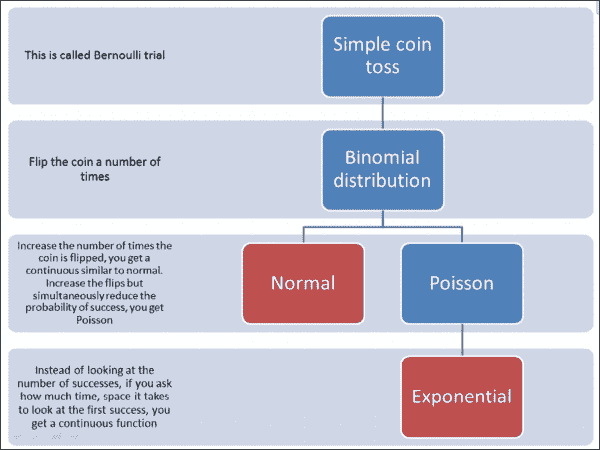 This is called Bernoulli trial
Simple coin
toss
Flip the coin a number of
times
Binomial
distribution
Increase the number of times the
coin is flipped, you get a
continuous similar to normal.
Increase the flips but
simultaneously reduce the
probability of success, you get
Poisson
Normal
Poisson
Instead of looking at the
number of successes, if you ask
how much time, space it takes
to look at the first success, you
get a continuous function
Exponential